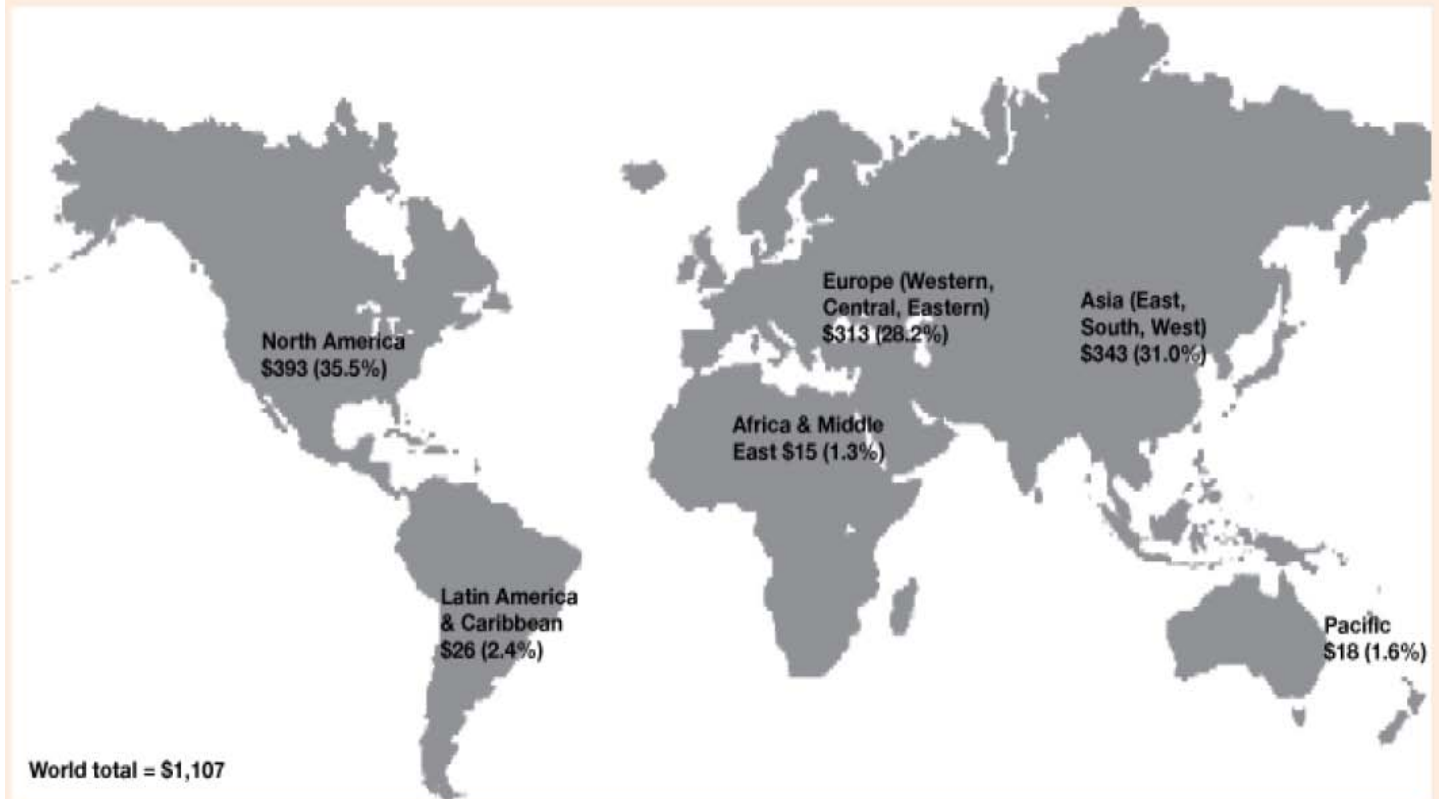 North America
$393 (35.5%)
Europe (Western,
Central, Eastern)
$313 (28.2%)
Asia (East,
South, West)
$343 (31.0%)
Africa & Middle
East $15 (1.3%)
Latin America
& Caribbean
$26 (2.4%)
Pacific
$18 (1.6%)
World total = $1,107